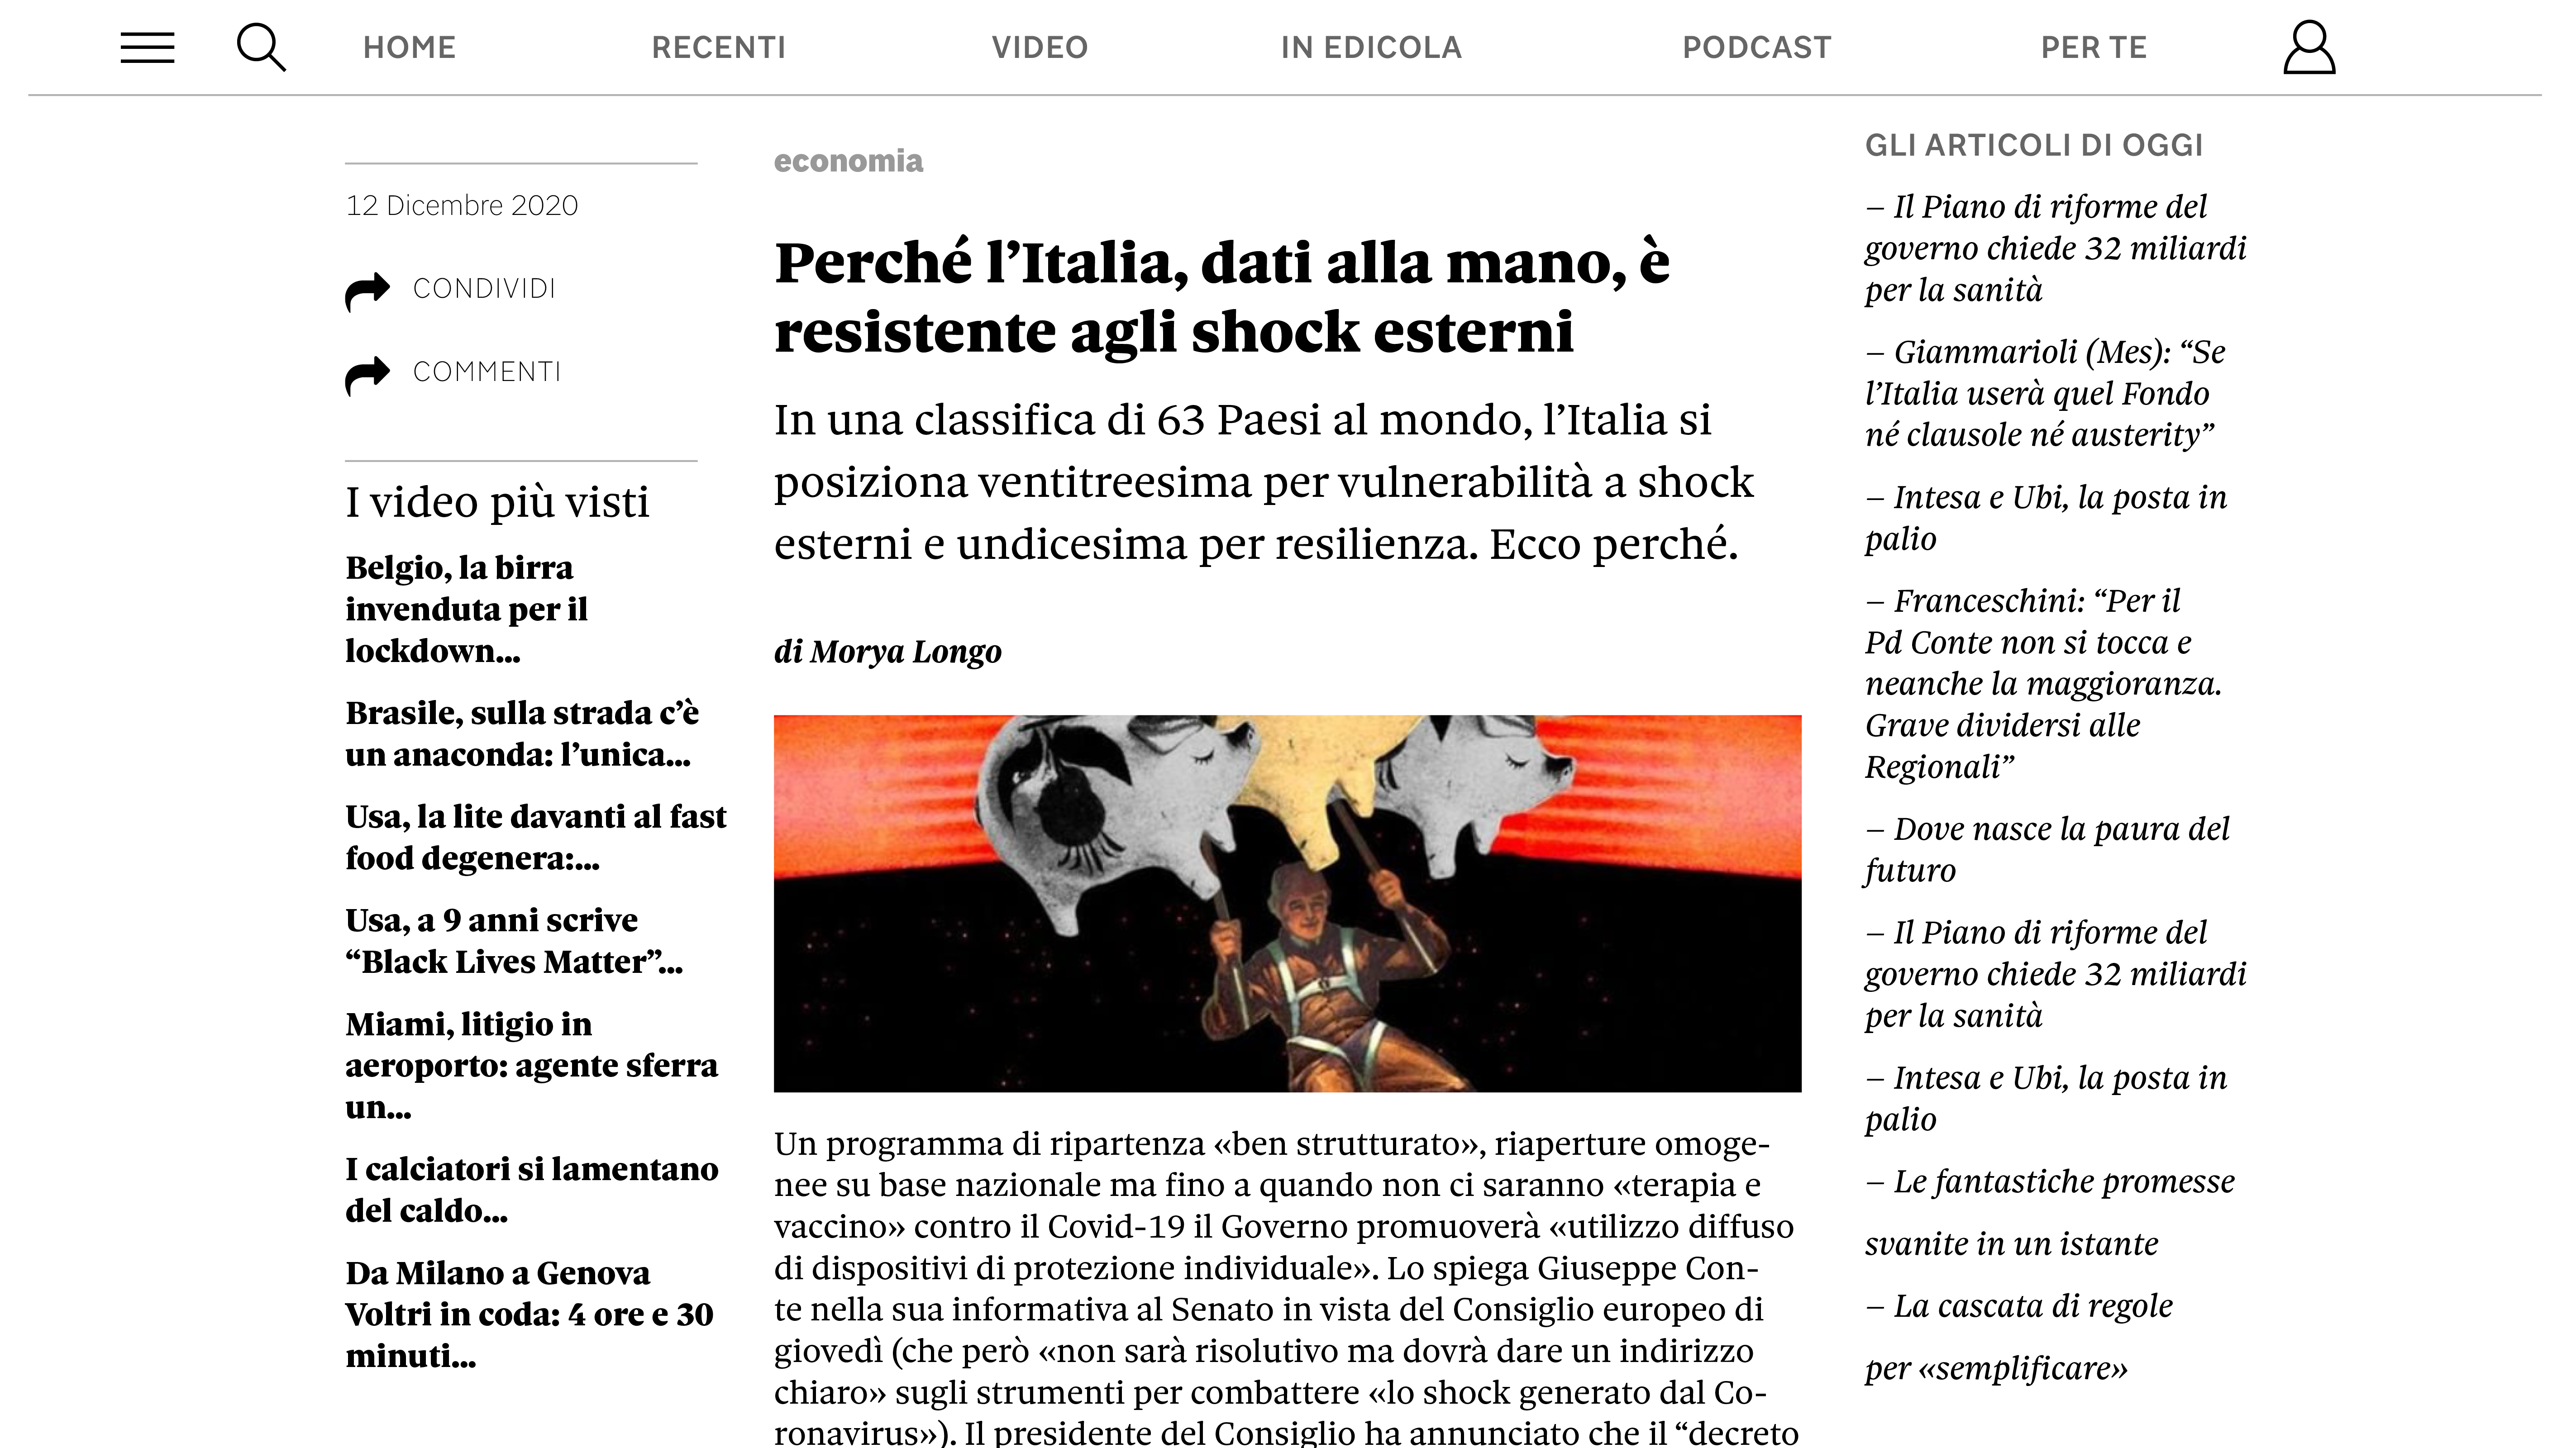 HOME
RECENTI
VIDEO
IN EDICOLA
PODCAST
PER TE
12 Dicembre 2020
CONDIVIDI
COMMENTI
I video più visti
Belgio, la birra
invenduta per il
lockdown...
Brasile, sulla strada c’è
un anaconda: l’unica...
Usa, la lite davanti al fast
food degenera:...
Usa, a 9 anni scrive
“Black Lives Matter”...
Miami, litigio in
aeroporto: agente sferra
un...
I calciatori si lamentano
del caldo...
Da Milano a Genova
Voltri in coda: 4 ore e 30
minuti...
economia
Perché l’Italia, dati alla mano, è
resistente agli shock esterni
In una classifica di 63 Paesi al mondo, l’Italia si
posiziona ventitreesima per vulnerabilità a shock
esterni e undicesima per resilienza. Ecco perché.
di Morya Longo
Un programma di ripartenza «ben strutturato», riaperture omoge-
nee su base nazionale ma fino a quando non ci saranno «terapia e
vaccino» contro il Covid-19 il Governo promuoverà «utilizzo diffuso
di dispositivi di protezione individuale». Lo spiega Giuseppe Con-
te nella sua informativa al Senato in vista del Consiglio europeo di
giovedì (che però «non sarà risolutivo ma dovrà dare un indirizzo
chiaro» sugli strumenti per combattere «lo shock generato dal Co-
ronavirus»). Il presidente del Consiglio ha annunciato che il “decreto
GLI ARTICOLI DI OGGI
– Il Piano di riforme del
governo chiede 32 miliardi
per la sanità
– Giammarioli (Mes): “Se
l’Italia userà quel Fondo
né clausole né austerity”
– Intesa e Ubi, la posta in
palio
– Franceschini: “Per il
Pd Conte non si tocca e
neanche la maggioranza.
Grave dividersi alle
Regionali”
– Dove nasce la paura del
futuro
– Il Piano di riforme del
governo chiede 32 miliardi
per la sanità
– Intesa e Ubi, la posta in
palio
– Le fantastiche promesse
svanite in un istante
– La cascata di regole
per «semplificare»